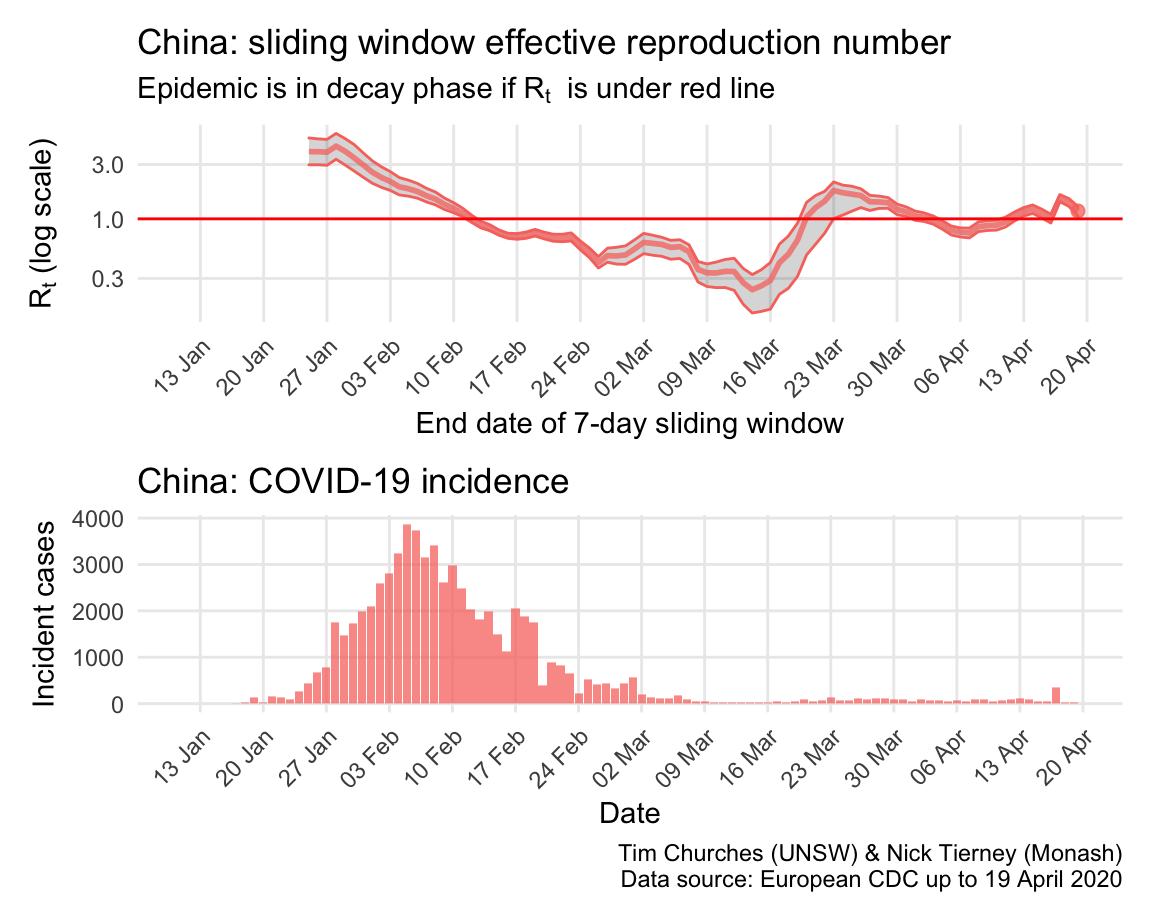 China: sliding window effective reproduction number
Epidemic is in decay phase if Rt is under red line
Rt (log scale)
3.0
1.0
0.3
13 Jan
20 Jan
27 Jan
03 Feb
10 Feb
17 Feb
24 Feb
02 Mar
09 Mar
16 Mar
23 Mar
30 Mar
06 Apr
13 Apr
20 Apr
End date of 7-day sliding window
China: COVID-19 incidence
Incident cases
4000
3000
2000
1000
0
13 Jan
20 Jan
27 Jan
03 Feb
10 Feb
17 Feb
24 Feb
02 Mar
09 Mar
16 Mar
23 Mar
30 Mar
06 Apr
13 Apr
20 Apr
Date
Tim Churches (UNSW) & Nick Tierney (Monash)
Data source: European CDC up to 19 April 2020